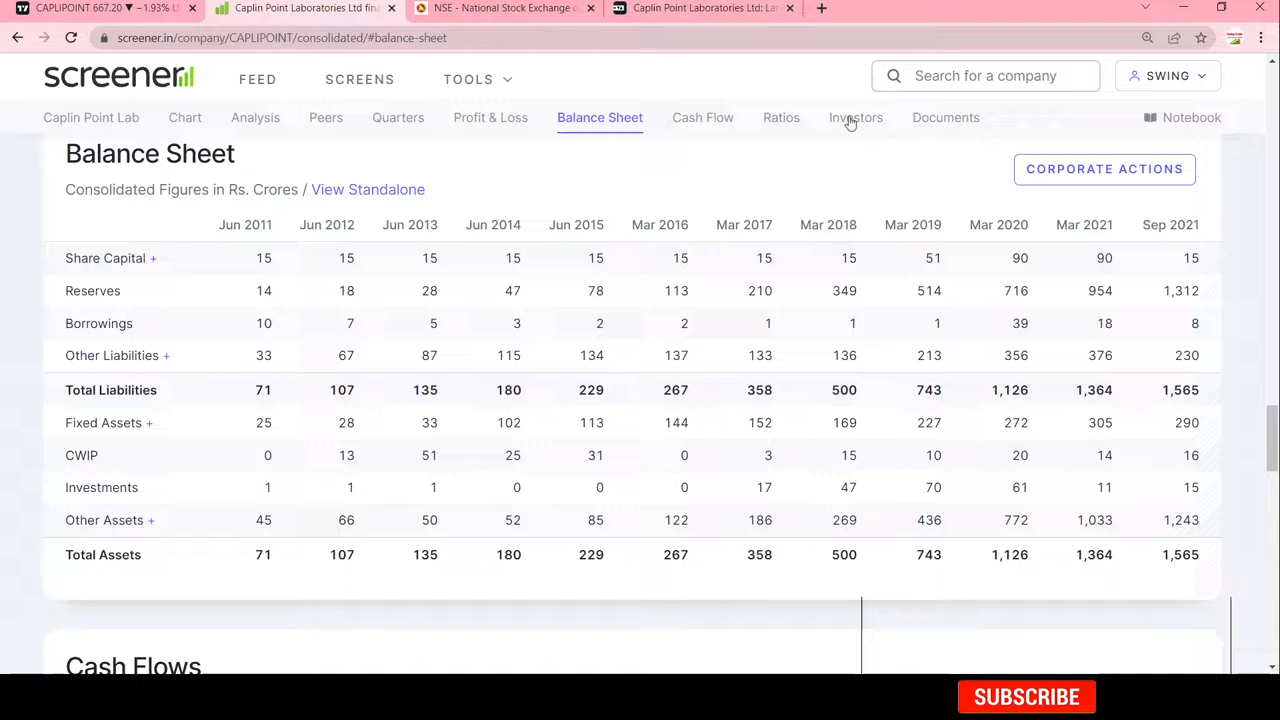 CAPLIPOINT 667.20 ▼ −1.93% U
Caplin Point Laboratories Ltd fina
NSE - National Stock Exchange o
Caplin Point Laboratories Ltd: Lat
screener.in/company/CAPLIPOINT/consolidated/#balance-sheet
screener
FEED
SCREENS
TOOLS
Search for a company
SWING
Caplin Point Lab
Chart
Analysis
Peers
Quarters
Profit & Loss
Balance Sheet
Cash Flow
Ratios
Investors
Documents
Notebook
Balance Sheet
CORPORATE ACTIONS
Consolidated Figures in Rs. Crores / View Standalone
Jun 2011 Jun 2012 Jun 2013 Jun 2014 Jun 2015 Mar 2016 Mar 2017 Mar 2018 Mar 2019 Mar 2020 Mar 2021 Sep 2021
Share Capital + 15 15 15 15 15 15 15 15 51 90 90 15
Reserves 14 18 28 47 78 113 210 349 514 716 954 1,312
Borrowings 10 7 5 3 2 2 1 1 1 39 18 8
Other Liabilities + 33 67 87 115 134 137 133 136 213 356 376 230
Total Liabilities 71 107 135 180 229 267 358 500 743 1,126 1,364 1,565
Fixed Assets + 25 28 33 102 113 144 152 169 227 272 305 290
CWIP 0 13 51 25 31 0 3 15 10 20 14 16
Investments 1 1 1 0 0 0 17 47 70 61 11 15
Other Assets + 45 66 50 52 85 122 186 269 436 772 1,033 1,243
Total Assets 71 107 135 180 229 267 358 500 743 1,126 1,364 1,565
Cash Flows
SUBSCRIBE